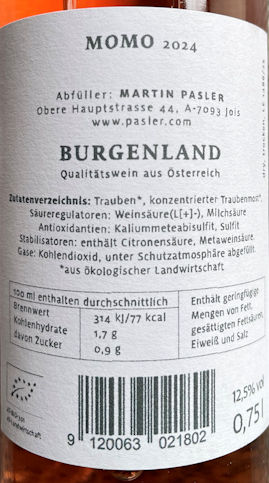 MOMO 2024
Abfüller: MARTIN PASLER
Obere Hauptstrasse 44, A-7093 Jois
www.pasler.com
BURGENLAND
Qualitätswein aus Österreich
Zutatenverzeichnis: Trauben*, konzentrierter Traubenmost*,
Säureregulatoren: Weinsäure(L[+]-), Milchsäure
Antioxidantien: Kaliummeteabisulfit, Sulfit
Stabilisatoren: enthält Citronensäure, Metaweinsäure.
Gase: Kohlendioxid, unter Schutzatmosphäre abgefüllt.
*aus ökologischer Landwirtschaft
100 ml enthalten durchschnittlich
Brennwert 314 kJ/77 kcal
Kohlenhydrate 1,7 g
davon Zucker 0,9 g
Enthält geringfügige
Mengen von Fett,
gesättigten Fettsäuren,
Eiweiß und Salz
12,5% vol
0,75 l
9 120063 021802
dry, trocken,